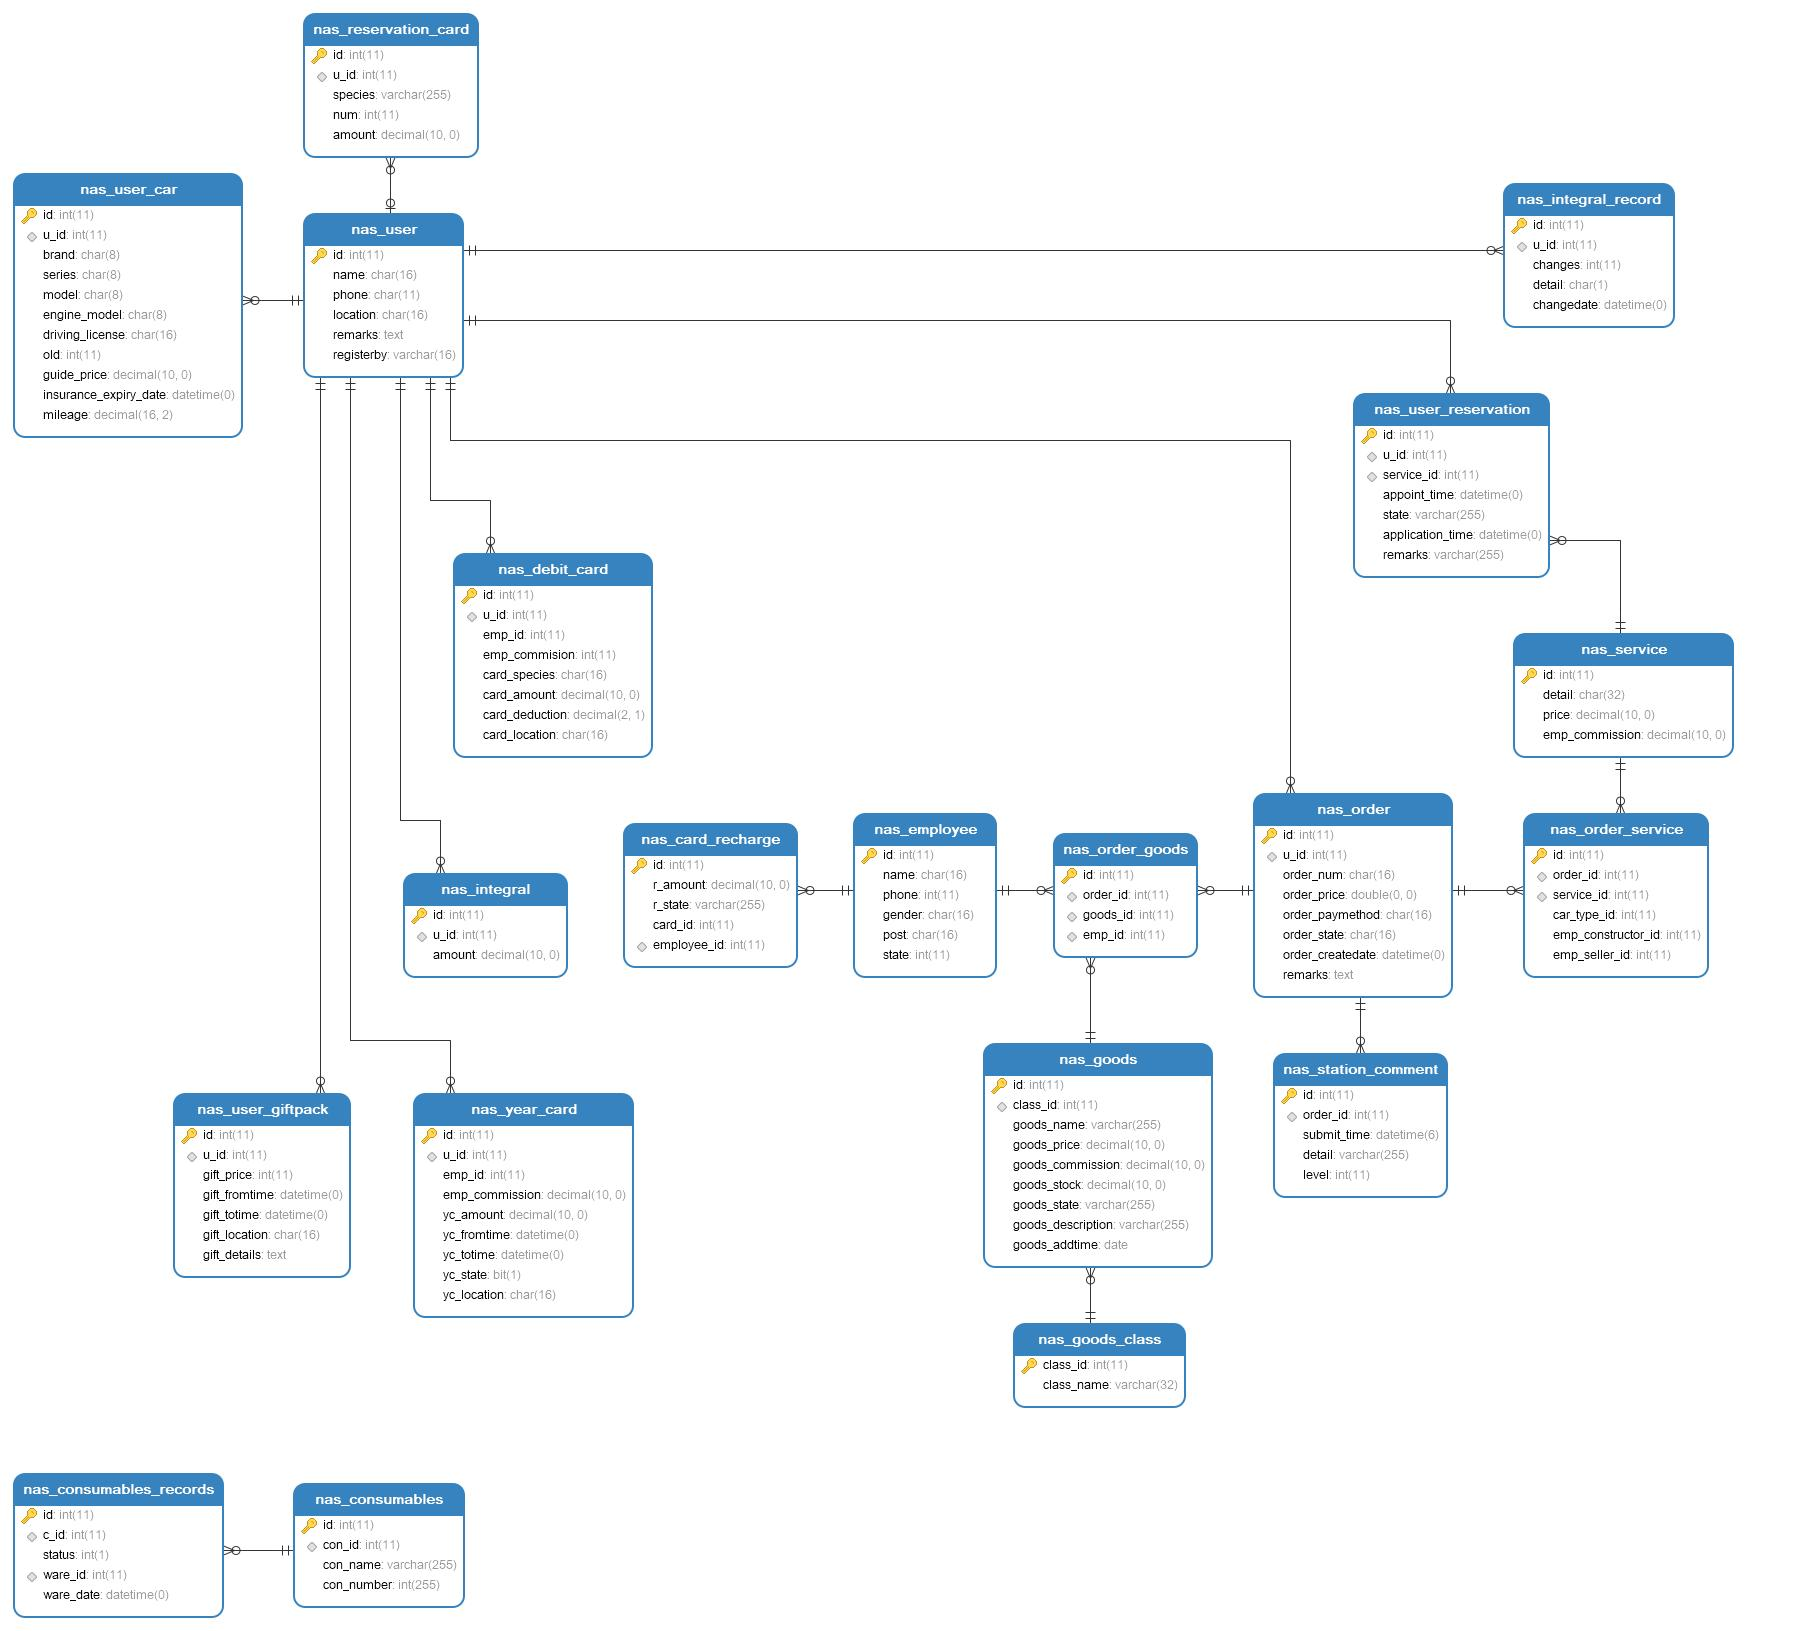 nas_reservation_card
id: int(11)
u_id: int(11)
species: varchar(255)
num: int(11)
amount: decimal(10, 0)
nas_user_car
id: int(11)
u_id: int(11)
brand: char(8)
series: char(8)
model: char(8)
engine_model: char(8)
driving_license: char(16)
old: int(11)
guide_price: decimal(10, 0)
insurance_expiry_date: datetime(0)
mileage: decimal(16, 2)
nas_user
id: int(11)
name: char(16)
phone: char(11)
location: char(16)
remarks: text
registerby: varchar(16)
nas_integral_record
id: int(11)
u_id: int(11)
changes: int(11)
detail: char(1)
changedate: datetime(0)
nas_user_reservation
id: int(11)
u_id: int(11)
service_id: int(11)
appoint_time: datetime(0)
state: varchar(255)
application_time: datetime(0)
remarks: varchar(255)
nas_debit_card
id: int(11)
u_id: int(11)
emp_id: int(11)
emp_commision: int(11)
card_species: char(16)
card_amount: decimal(10, 0)
card_deduction: decimal(2, 1)
card_location: char(16)
nas_service
id: int(11)
detail: char(32)
price: decimal(10, 0)
emp_commission: decimal(10, 0)
nas_integral
id: int(11)
u_id: int(11)
amount: decimal(10, 0)
nas_card_recharge
id: int(11)
r_amount: decimal(10, 0)
r_state: varchar(255)
card_id: int(11)
employee_id: int(11)
nas_employee
id: int(11)
name: char(16)
phone: int(11)
gender: char(16)
post: char(16)
state: int(11)
nas_order_goods
id: int(11)
order_id: int(11)
goods_id: int(11)
emp_id: int(11)
nas_order
id: int(11)
u_id: int(11)
order_num: char(16)
order_price: double(0, 0)
order_paymethod: char(16)
order_state: char(16)
order_createdate: datetime(0)
remarks: text
nas_order_service
id: int(11)
order_id: int(11)
service_id: int(11)
car_type_id: int(11)
emp_constructor_id: int(11)
emp_seller_id: int(11)
nas_user_giftpack
id: int(11)
u_id: int(11)
gift_price: int(11)
gift_fromtime: datetime(0)
gift_totime: datetime(0)
gift_location: char(16)
gift_details: text
nas_year_card
id: int(11)
u_id: int(11)
emp_id: int(11)
emp_commission: decimal(10, 0)
yc_amount: decimal(10, 0)
yc_fromtime: datetime(0)
yc_totime: datetime(0)
yc_state: bit(1)
yc_location: char(16)
nas_goods
id: int(11)
class_id: int(11)
goods_name: varchar(255)
goods_price: decimal(10, 0)
goods_commission: decimal(10, 0)
goods_stock: decimal(10, 0)
goods_state: varchar(255)
goods_description: varchar(255)
goods_addtime: date
nas_station_comment
id: int(11)
order_id: int(11)
submit_time: datetime(6)
detail: varchar(255)
level: int(11)
nas_goods_class
class_id: int(11)
class_name: varchar(32)
nas_consumables_records
id: int(11)
c_id: int(11)
status: int(1)
ware_id: int(11)
ware_date: datetime(0)
nas_consumables
id: int(11)
con_id: int(11)
con_name: varchar(255)
con_number: int(255)